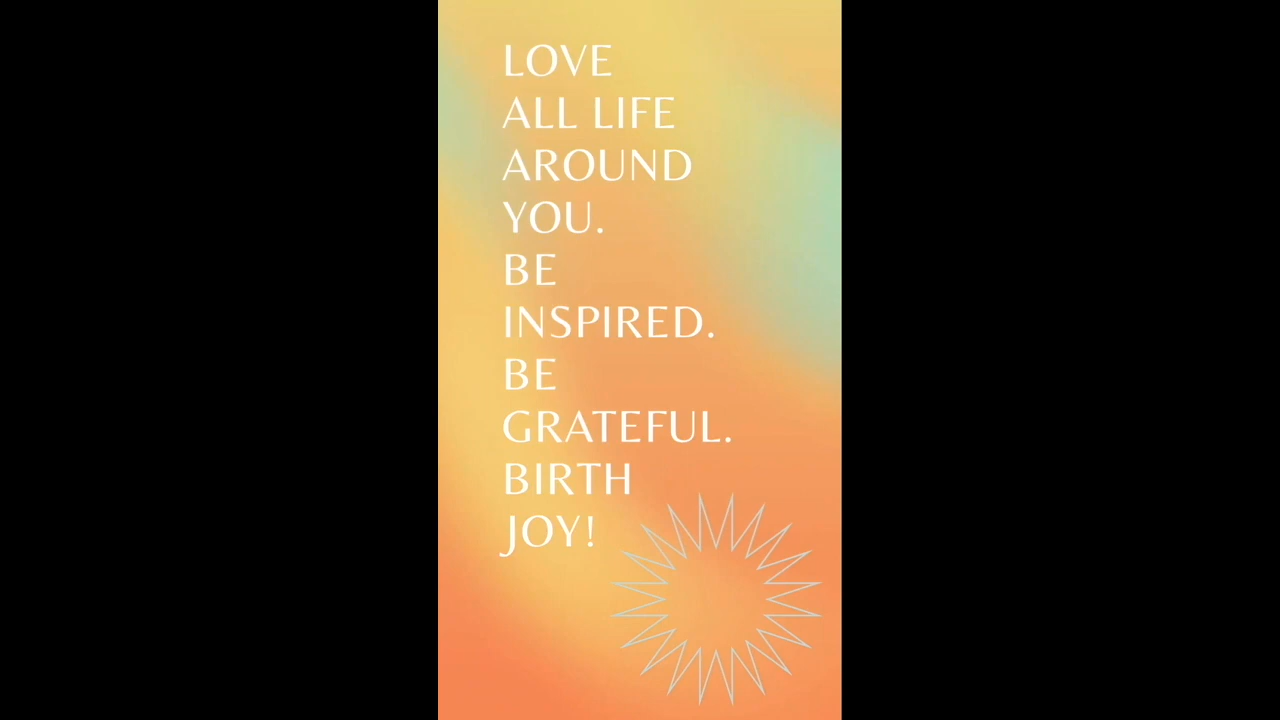 LOVE
ALL LIFE
AROUND
YOU.
BE
INSPIRED.
BE
GRATEFUL.
BIRTH
JOY!